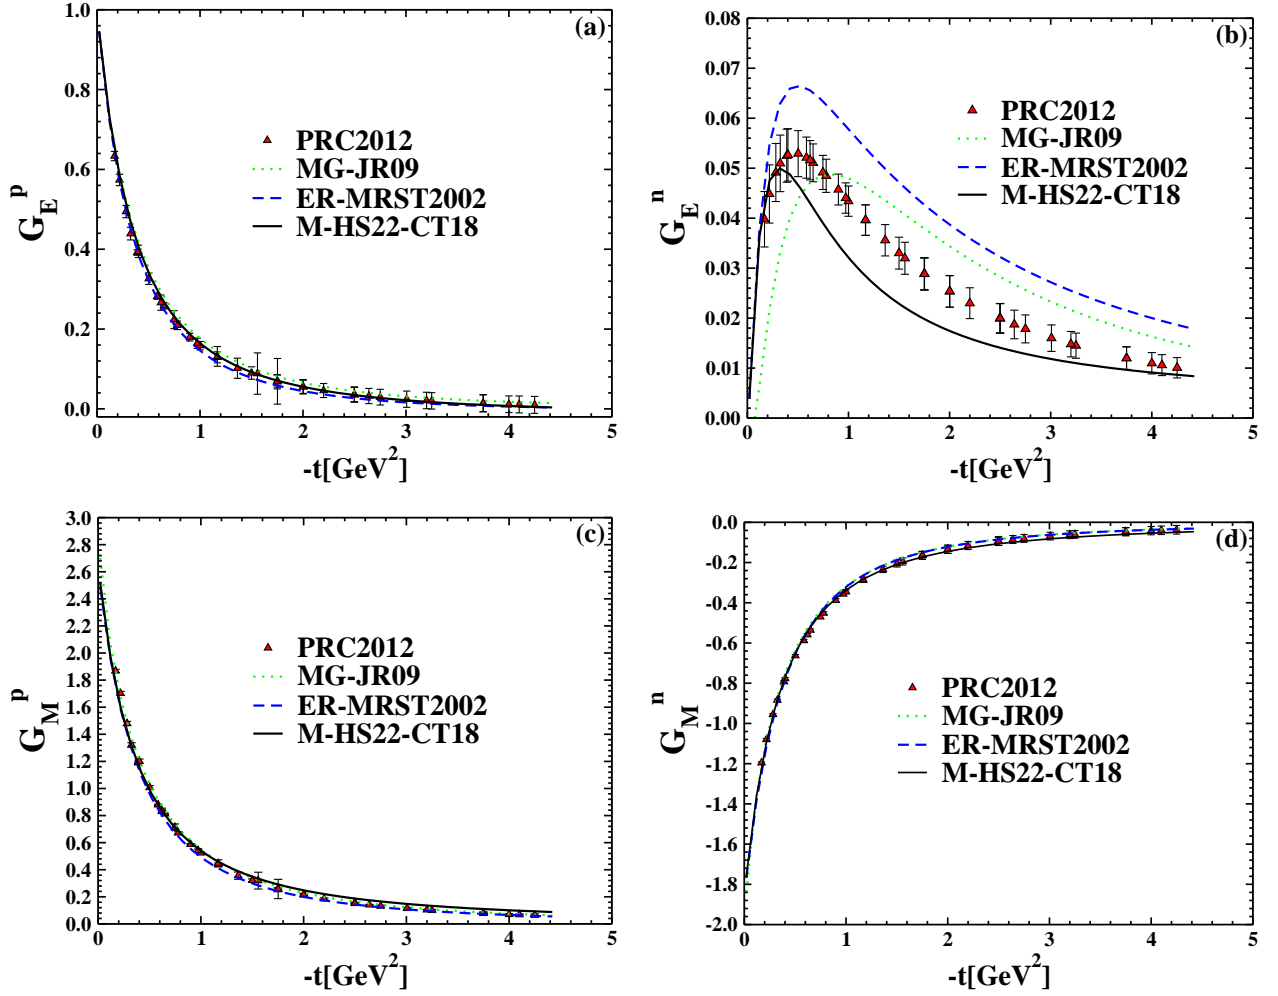 (a)
1.0
0.8
0.6
0.4
0.2
0.0
G_E^p
PRC2012
MG-JR09
ER-MRST2002
M-HS22-CT18
0 1 2 3 4 5
-t[GeV^2]
(b)
0.08
0.07
0.06
0.05
0.04
0.03
0.02
0.01
0.00
G_E^n
PRC2012
MG-JR09
ER-MRST2002
M-HS22-CT18
0 1 2 3 4 5
-t[GeV^2]
(c)
3.0
2.8
2.6
2.4
2.2
2.0
1.8
1.6
1.4
1.2
1.0
0.8
0.6
0.4
0.2
0.0
G_M^p
PRC2012
MG-JR09
ER-MRST2002
M-HS22-CT18
0 1 2 3 4 5
-t[GeV^2]
(d)
0.0
-0.2
-0.4
-0.6
-0.8
-1.0
-1.2
-1.4
-1.6
-1.8
-2.0
G_M^n
PRC2012
MG-JR09
ER-MRST2002
M-HS22-CT18
0 1 2 3 4 5
-t[GeV^2]